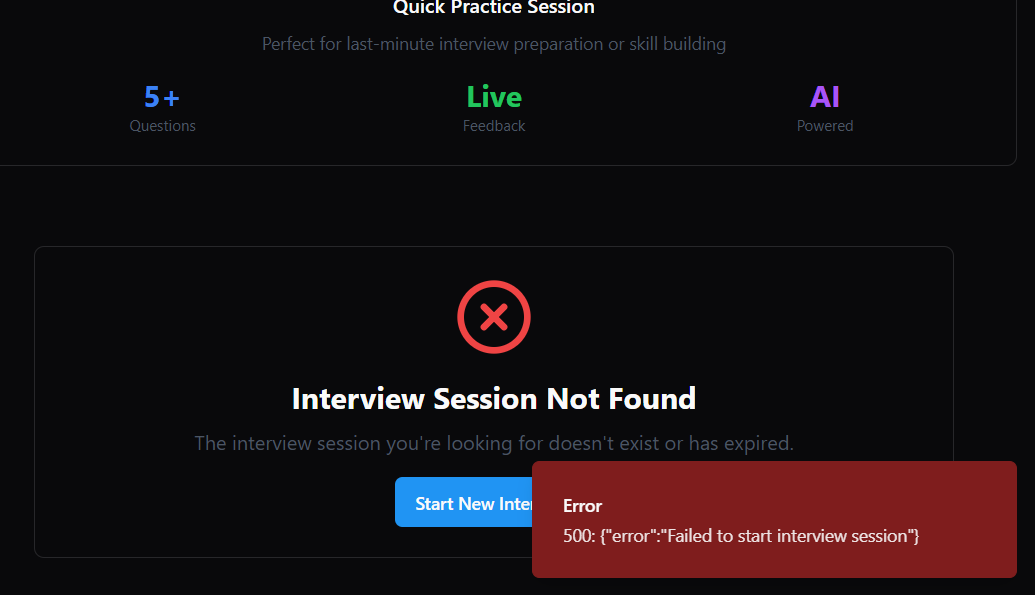 Quick Practice Session
Perfect for last-minute interview preparation or skill building
5+
Live
AI
Questions
Feedback
Powered
Interview Session Not Found
The interview session you're looking for doesn't exist or has expired.
Start New
Error
500: {"error":"Failed to start interview session"}